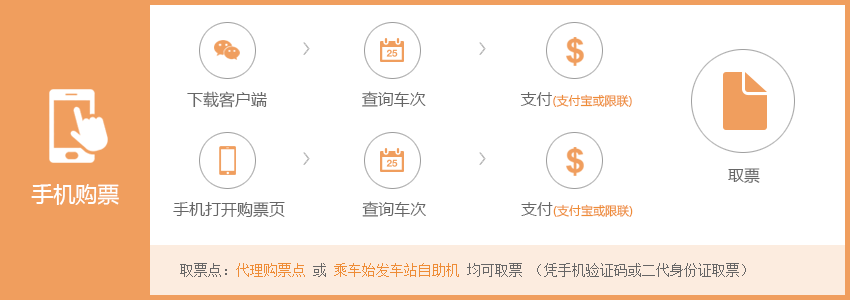 手机购票
25
下载客户端
查询车次
支付(支付宝或限联)
25
手机打开购票页
查询车次
支付(支付宝或限联)
取票
取票点：代理购票点 或 乘车始发车站自助机 均可取票 （凭手机验证码或二代身份证取票）